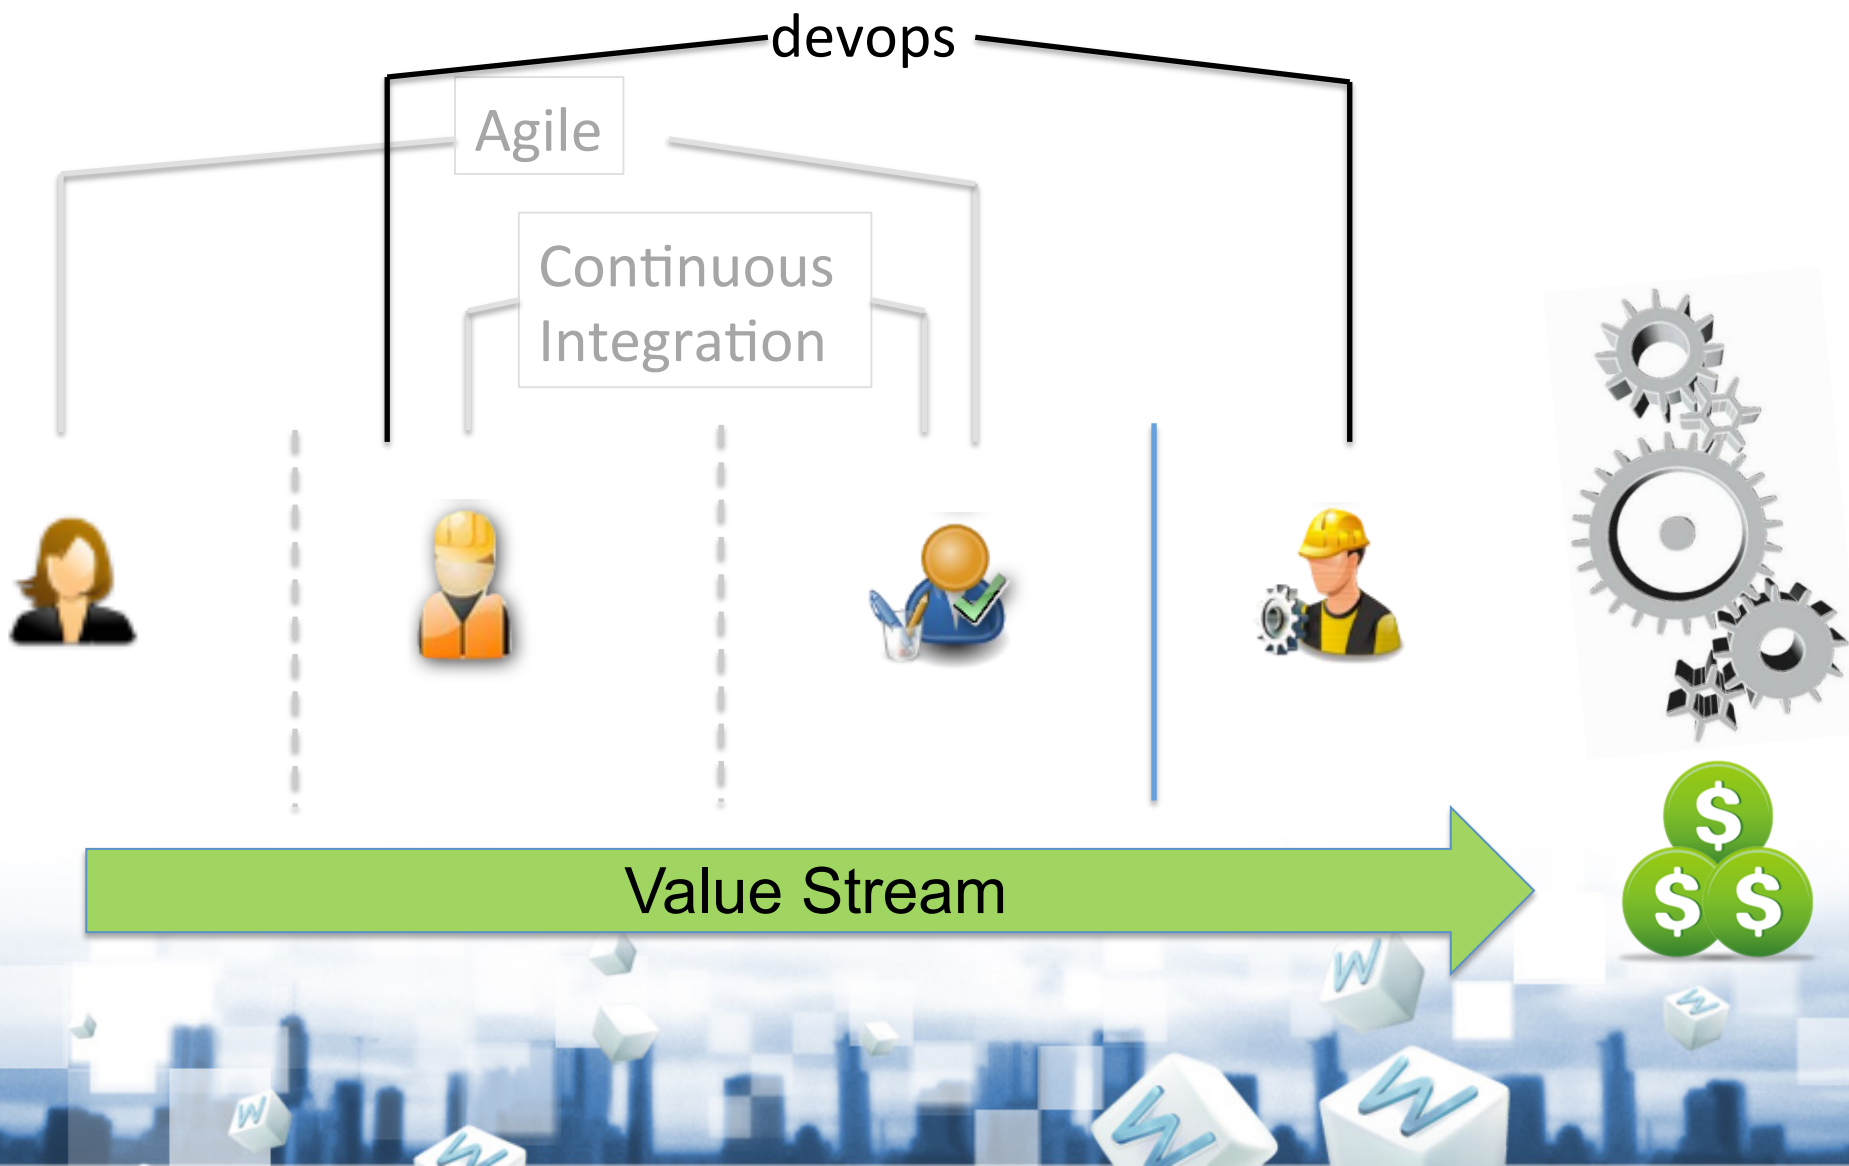 devops
Agile
Continuous
Integration
$
$ $
Value Stream
W
W
W
W
W
W